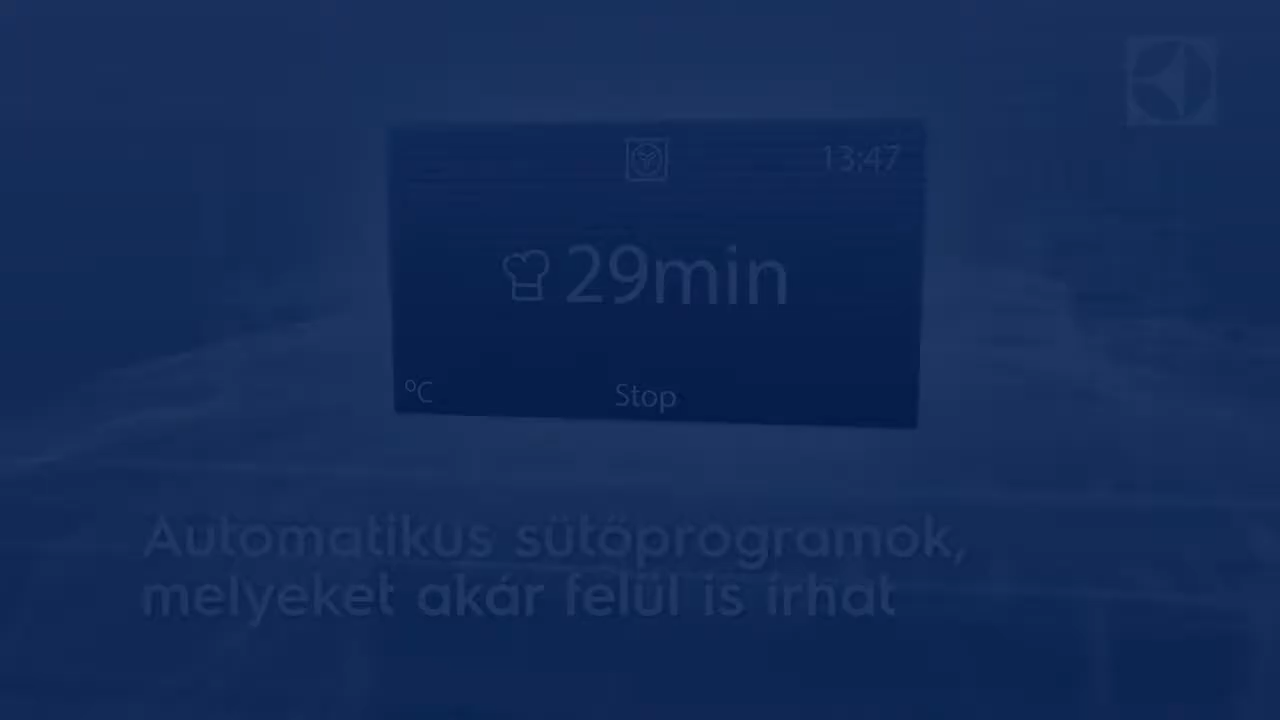 13:47
29min
°C
Stop
Automatikus sütőprogramok,
melyeket akár felül is írhat